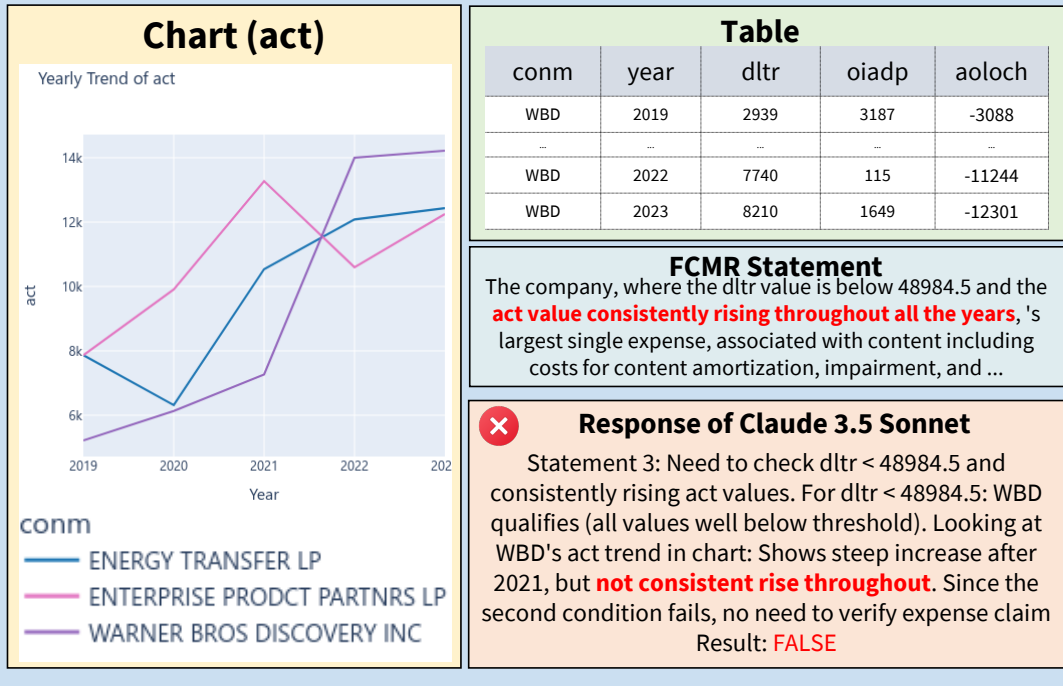 Chart (act)
Yearly Trend of act
14k
12k
10k
8k
6k
act
2019 2020 2021 2022 202
Year
conm
ENERGY TRANSFER LP
ENTERPRISE PRODCT PARTNRS LP
WARNER BROS DISCOVERY INC
Table
conm year dltr oiadp aoloch
WBD 2019 2939 3187 -3088
... ... ... ... ...
WBD 2022 7740 115 -11244
WBD 2023 8210 1649 -12301
FCMR Statement
The company, where the dltr value is below 48984.5 and the
act value consistently rising throughout all the years, 's
largest single expense, associated with content including
costs for content amortization, impairment, and ...
Response of Claude 3.5 Sonnet
Statement 3: Need to check dltr < 48984.5 and
consistently rising act values. For dltr < 48984.5: WBD
qualifies (all values well below threshold). Looking at
WBD's act trend in chart: Shows steep increase after
2021, but not consistent rise throughout. Since the
second condition fails, no need to verify expense claim
Result: FALSE